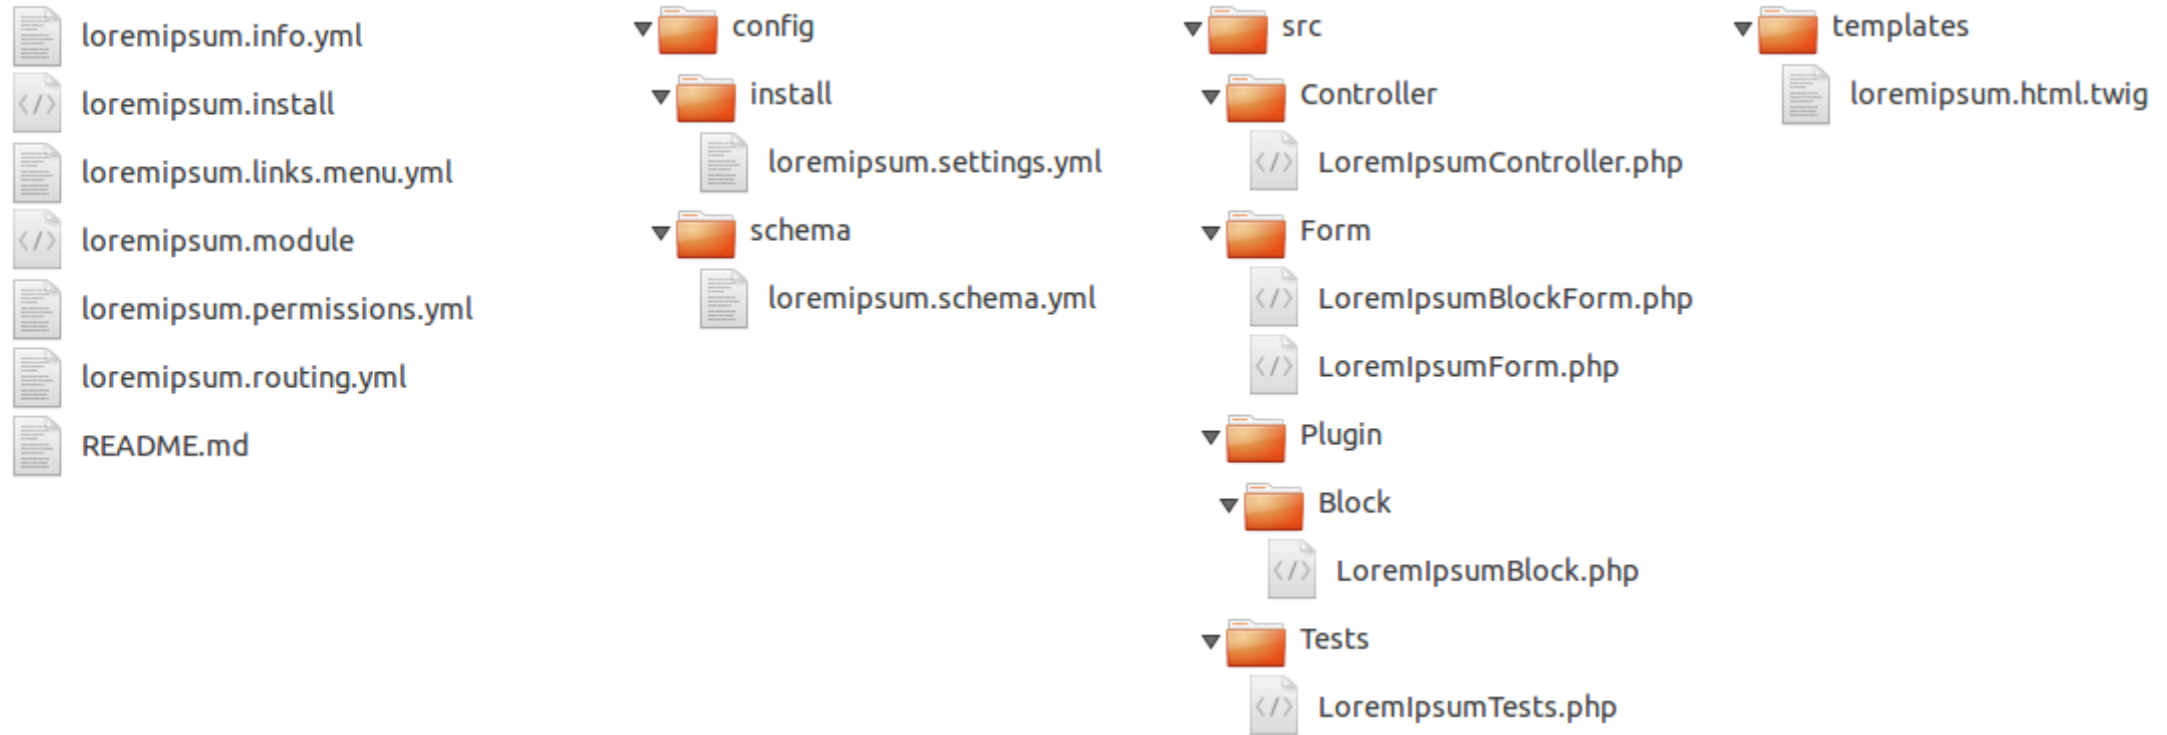 loremipsum.info.yml
loremipsum.install
loremipsum.links.menu.yml
loremipsum.module
loremipsum.permissions.yml
loremipsum.routing.yml
README.md
config
install
loremipsum.settings.yml
schema
loremipsum.schema.yml
src
Controller
LoremIpsumController.php
Form
LoremIpsumBlockForm.php
LoremIpsumForm.php
Plugin
Block
LoremIpsumBlock.php
Tests
LoremIpsumTests.php
templates
loremipsum.html.twig